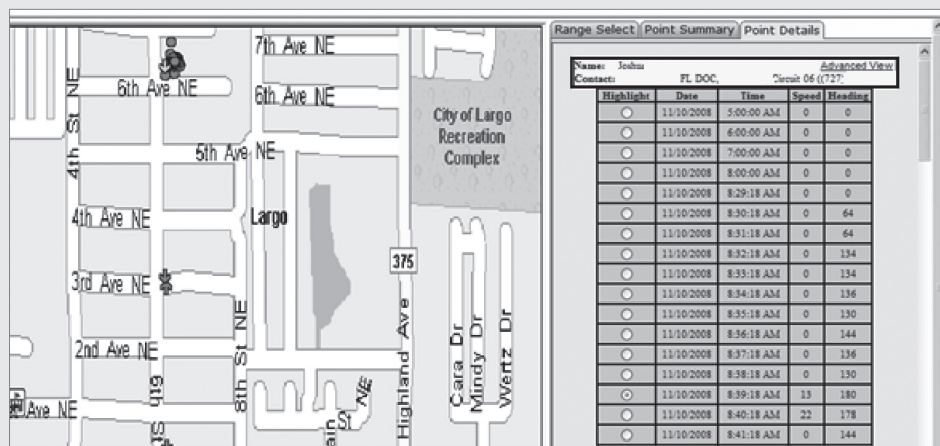 7th Ave NE
6th Ave NE
6th Ave NE
City of Largo
Recreation
Complex
4th St NE
5th Ave NE
4th Ave NE
Largo
375
3rd Ave NE
2nd Ave NE
8th St NE
Highland Ave
Cara Dr
Mindy Dr
Wertz Dr
6th St
Ave NE
NE
St
Range Select Point Summary Point Details
Name: Joshu Advanced View
Contact: FL DOC, Circuit 06 ((727)
Highlight Date Time Speed Heading
11/10/2008 5:00:00 AM 0 0
11/10/2008 6:00:00 AM 0 0
11/10/2008 7:00:00 AM 0 0
11/10/2008 8:00:00 AM 0 0
11/10/2008 8:29:18 AM 0 0
11/10/2008 8:30:18 AM 0 64
11/10/2008 8:31:18 AM 0 64
11/10/2008 8:32:18 AM 0 134
11/10/2008 8:33:18 AM 0 134
11/10/2008 8:34:18 AM 0 136
11/10/2008 8:35:18 AM 0 130
11/10/2008 8:36:18 AM 0 144
11/10/2008 8:37:18 AM 0 136
11/10/2008 8:38:18 AM 0 130
11/10/2008 8:39:18 AM 13 180
11/10/2008 8:40:18 AM 22 178
11/10/2008 8:41:18 AM 0 144